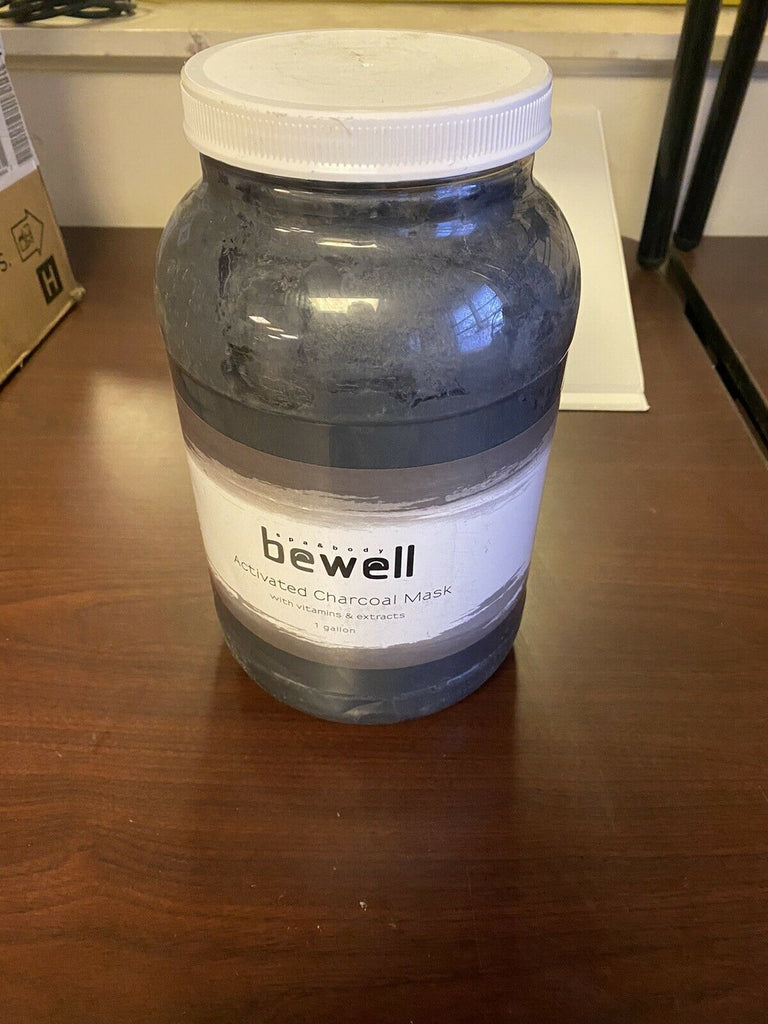 spa & body
bewell
Activated Charcoal Mask
with vitamins & extracts
1 gallon
S.
H